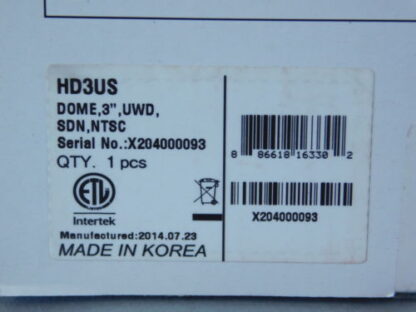 HD3US
DOME,3",UWD,
SDN,NTSC
Serial No.:X204000093
QTY. 1 pcs
ETL
Intertek
Manufactured:2014.07.23
MADE IN KOREA
8 86618 16330 2
X204000093